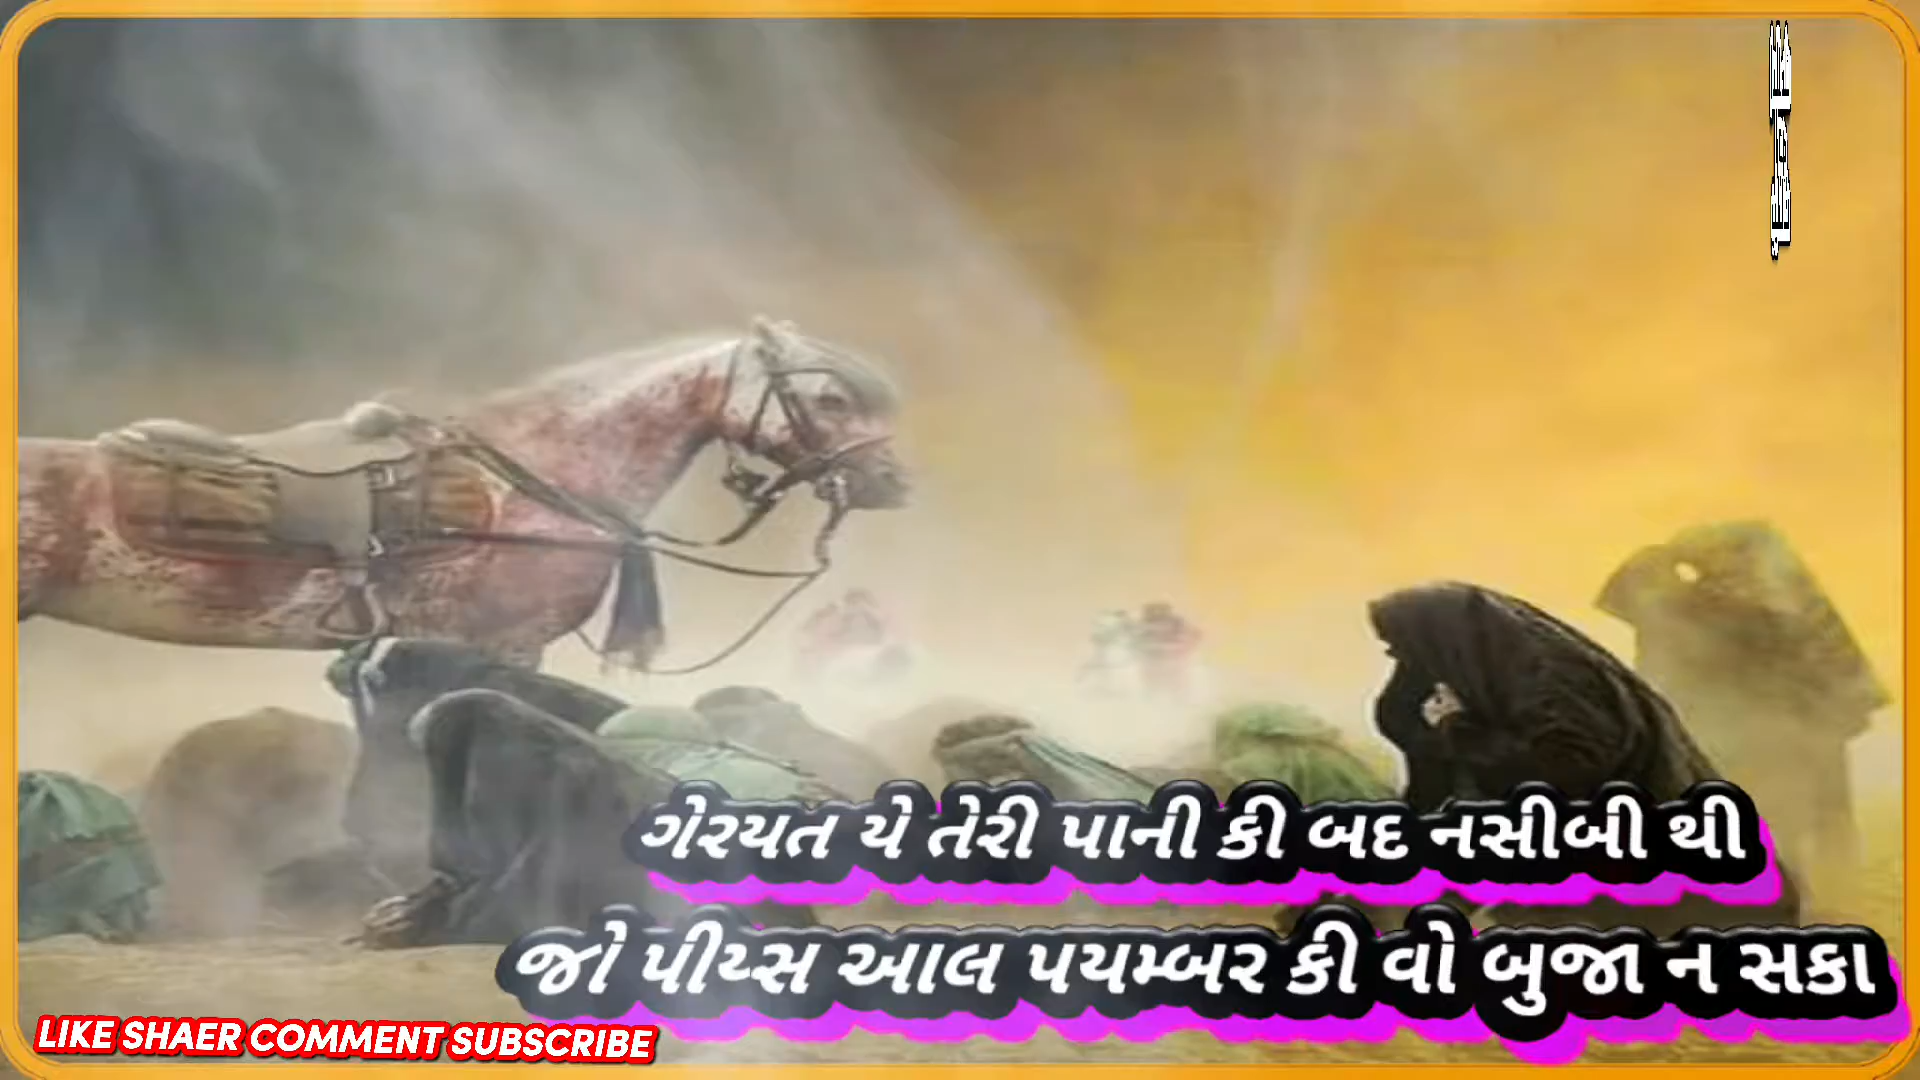 ગેરયત યે તેરી પાની કી બદ નસીબી થી
જો પીય્સ આલ પયમ્બર કી વો બુજા ન સકા
LIKE SHAER COMMENT SUBSCRIBE